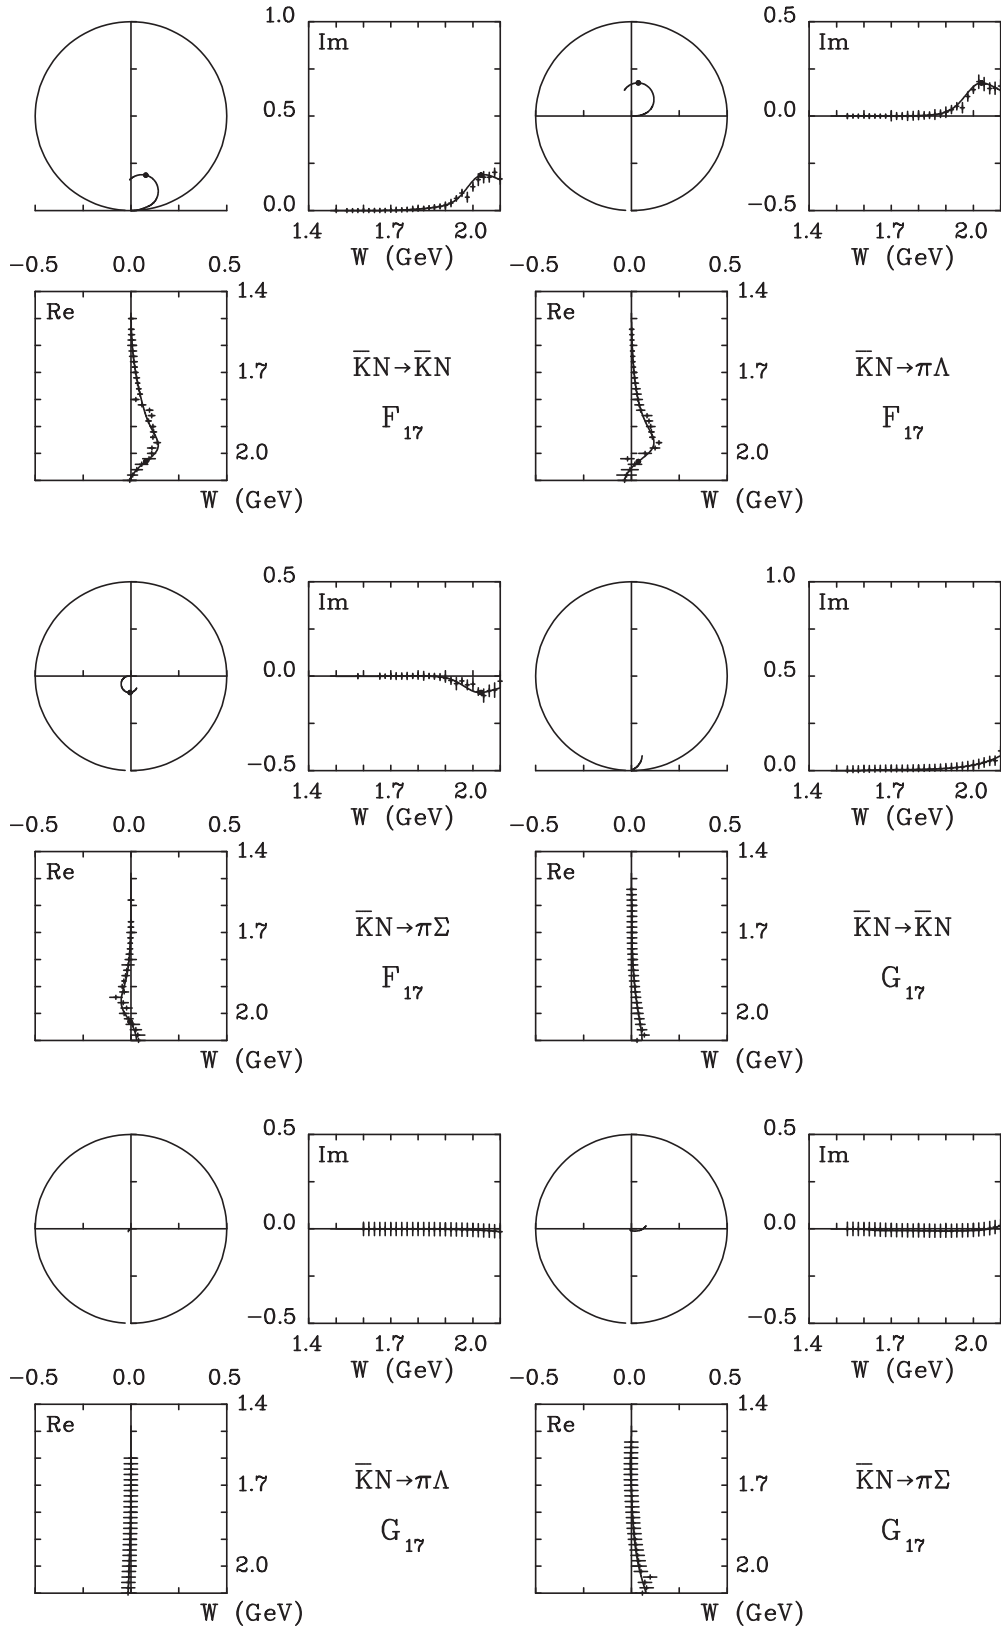 1.0 Im 0.5 Im
0.5 0.0
0.0 −0.5
1.4 1.7 2.0 1.4 1.7 2.0
W (GeV) W (GeV)
−0.5 0.0 0.5 −0.5 0.0 0.5
Re 1.4 Re 1.4
K̅N→K̅N K̅N→πΛ
1.7 1.7
F₁₇ F₁₇
2.0 2.0
W (GeV) W (GeV)
0.5 Im 1.0 Im
0.0 0.5
−0.5 0.0
1.4 1.7 2.0 1.4 1.7 2.0
W (GeV) W (GeV)
−0.5 0.0 0.5 −0.5 0.0 0.5
Re 1.4 Re 1.4
1.7 K̅N→πΣ 1.7 K̅N→K̅N
F₁₇ G₁₇
2.0 2.0
W (GeV) W (GeV)
0.5 Im 0.5 Im
0.0 0.0
−0.5 −0.5
1.4 1.7 2.0 1.4 1.7 2.0
W (GeV) W (GeV)
−0.5 0.0 0.5 −0.5 0.0 0.5
Re 1.4 Re 1.4
1.7 K̅N→πΛ 1.7 K̅N→πΣ
G₁₇ G₁₇
2.0 2.0
W (GeV) W (GeV)